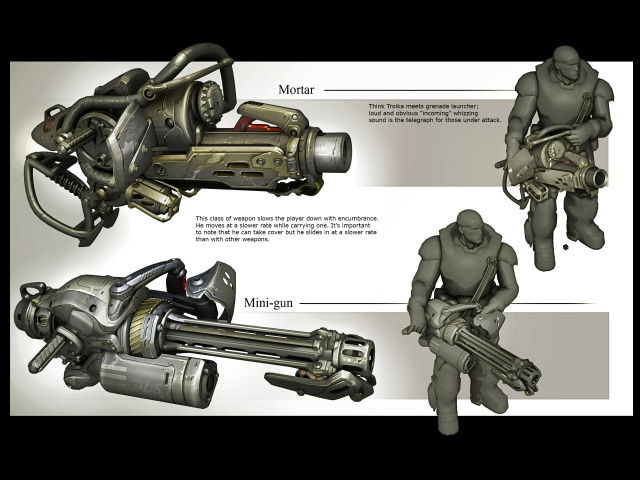 Mortar
Think Troika meets grenade launcher;
loud and obvious "incoming" whizzing
sound is the telegraph for those under attack.
This class of weapon slows the player down with encumbrance.
He moves at a slower rate while carrying one. It's important
to note that he can take cover but he slides in at a slower rate
than with other weapons.
Mini-gun